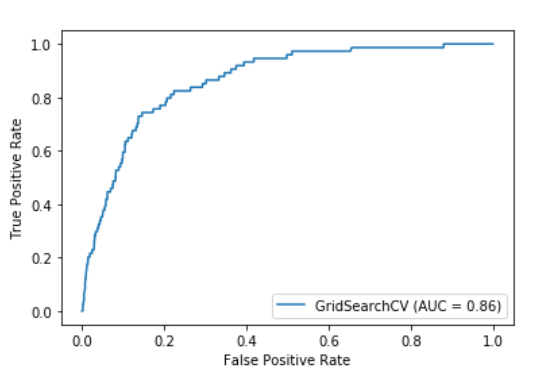 1.0
0.8
0.6
0.4
0.2
0.0
True Positive Rate
GridSearchCV (AUC = 0.86)
0.0 0.2 0.4 0.6 0.8 1.0
False Positive Rate